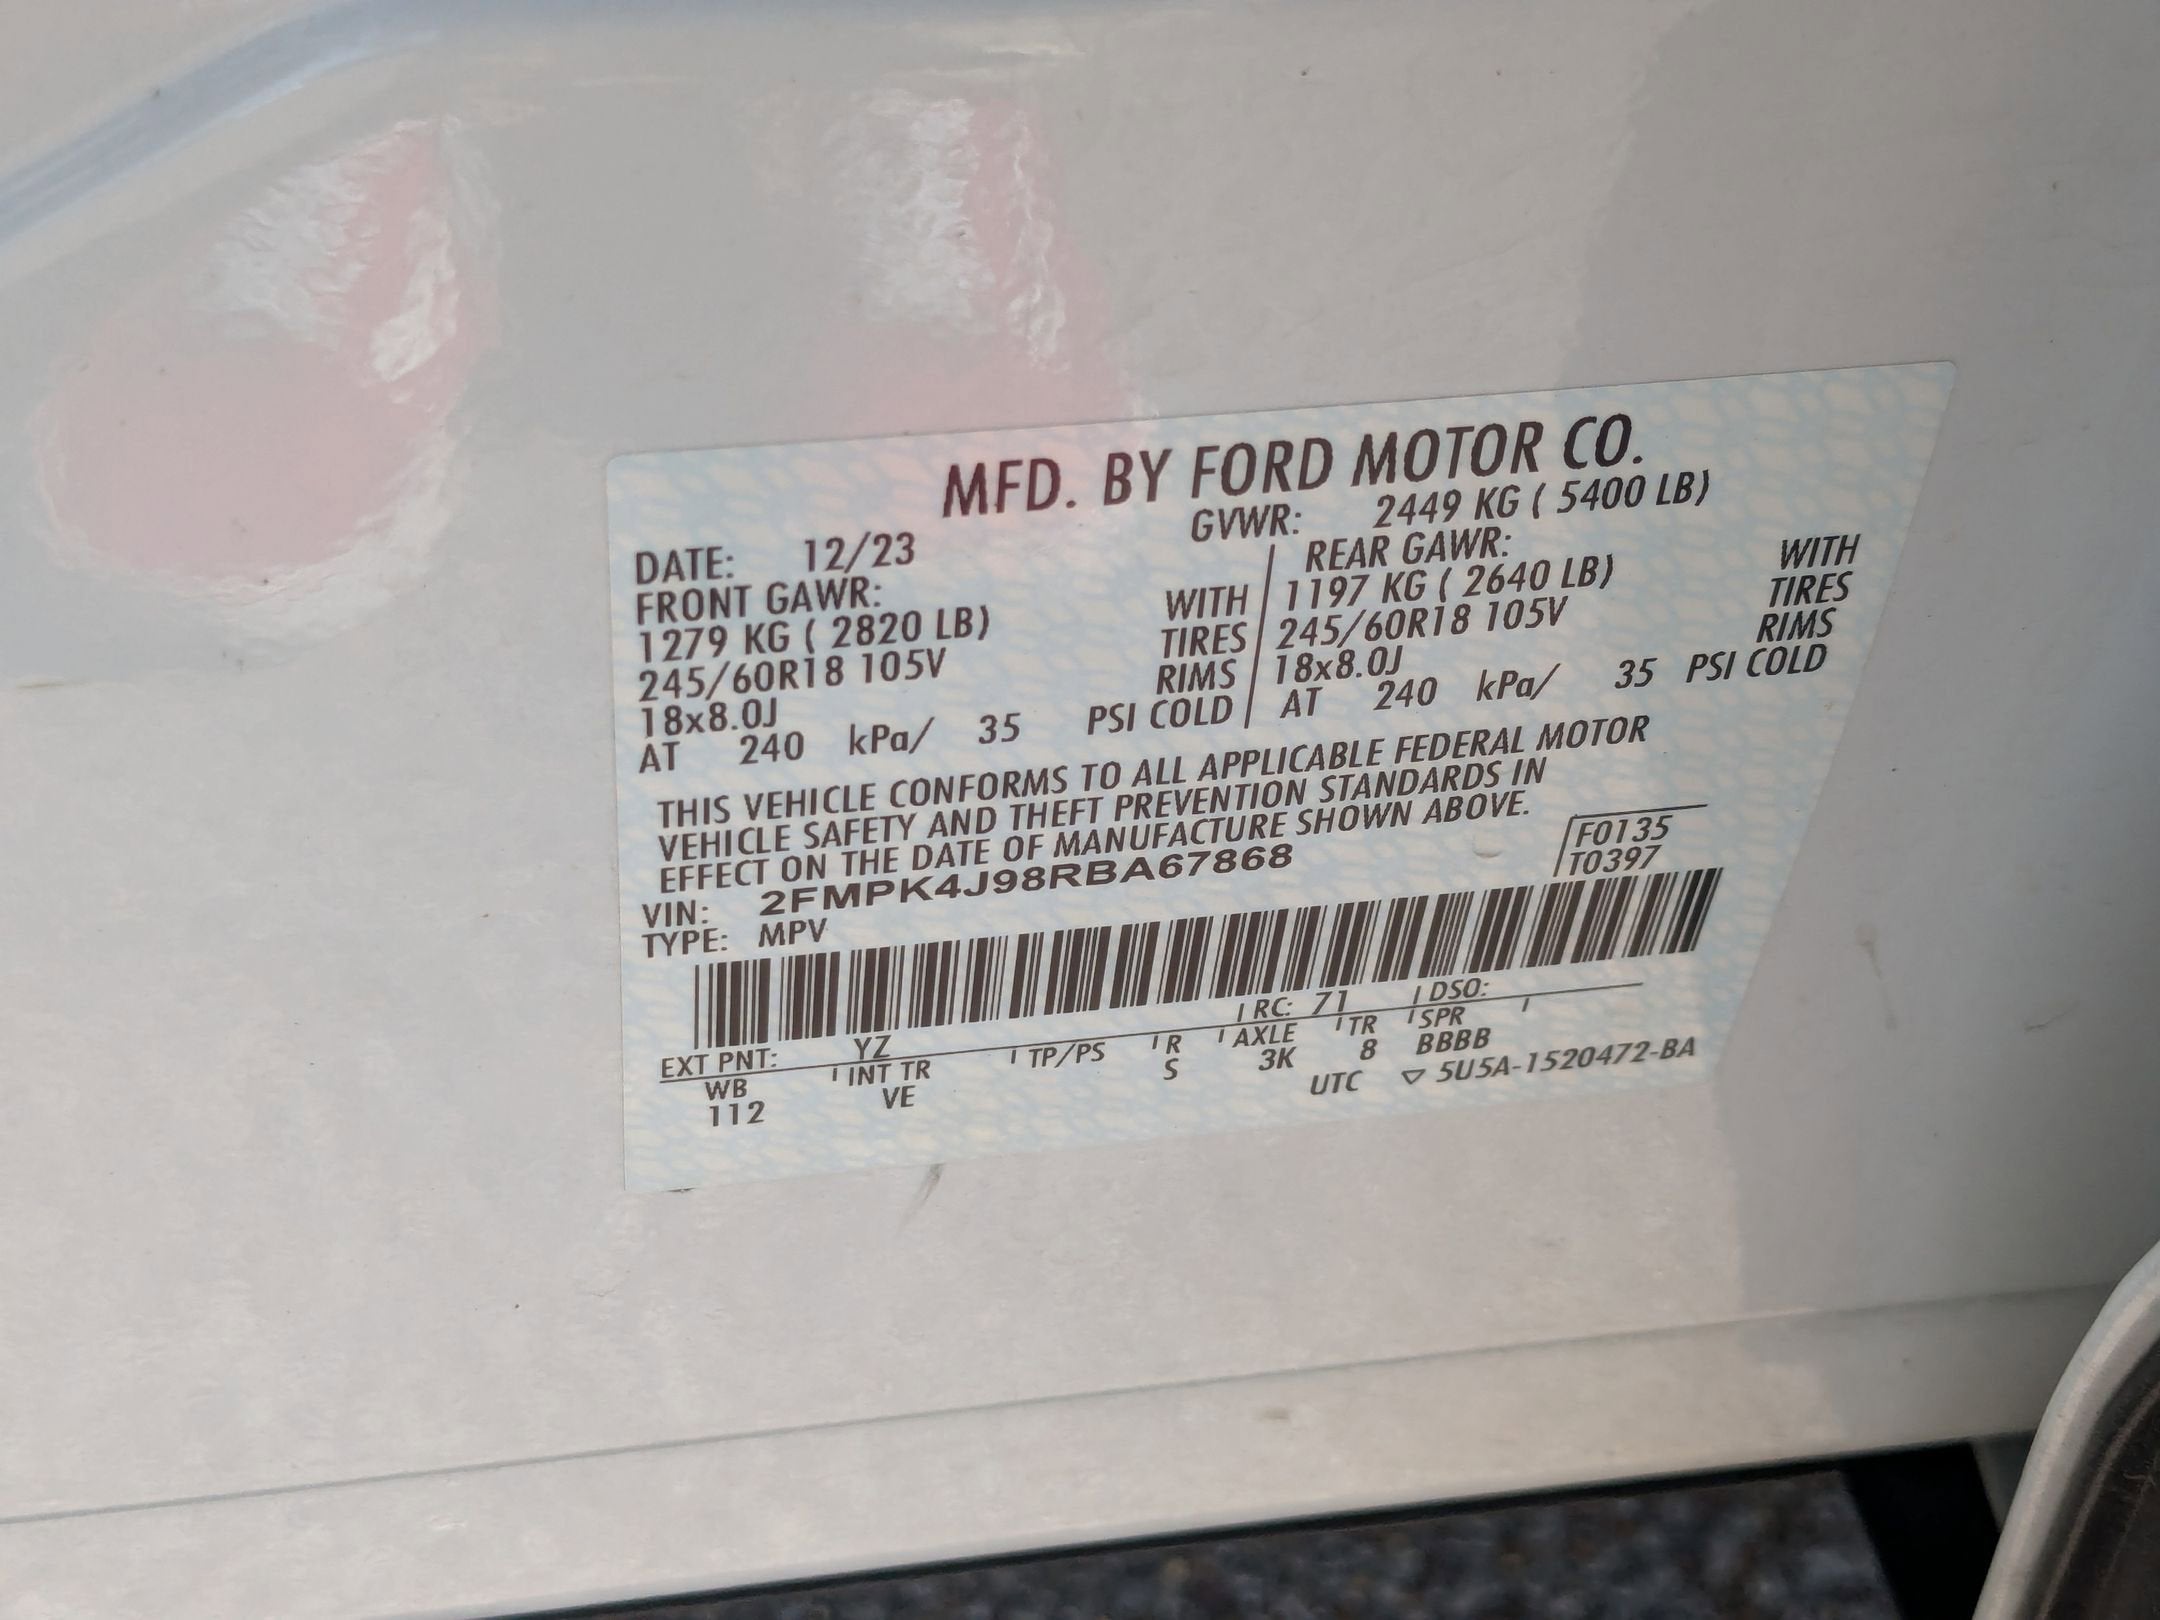 MFD. BY FORD MOTOR CO.
DATE: 12/23 GVWR: 2449 KG ( 5400 LB)
FRONT GAWR: REAR GAWR:
1279 KG ( 2820 LB) WITH 1197 KG ( 2640 LB) WITH
245/60R18 105V TIRES 245/60R18 105V TIRES
18x8.0J RIMS 18x8.0J RIMS
AT 240 kPa/ 35 PSI COLD AT 240 kPa/ 35 PSI COLD
THIS VEHICLE CONFORMS TO ALL APPLICABLE FEDERAL MOTOR
VEHICLE SAFETY AND THEFT PREVENTION STANDARDS IN
EFFECT ON THE DATE OF MANUFACTURE SHOWN ABOVE.
VIN: 2FMPK4J98RBA67868 F0135
TYPE: MPV T0397
EXT PNT: YZ RC: 71 DSO:
WB INT TR TP/PS R AXLE TR SPR
112 VE S 3K 8 BBBB
UTC ▽ 5U5A-1520472-BA